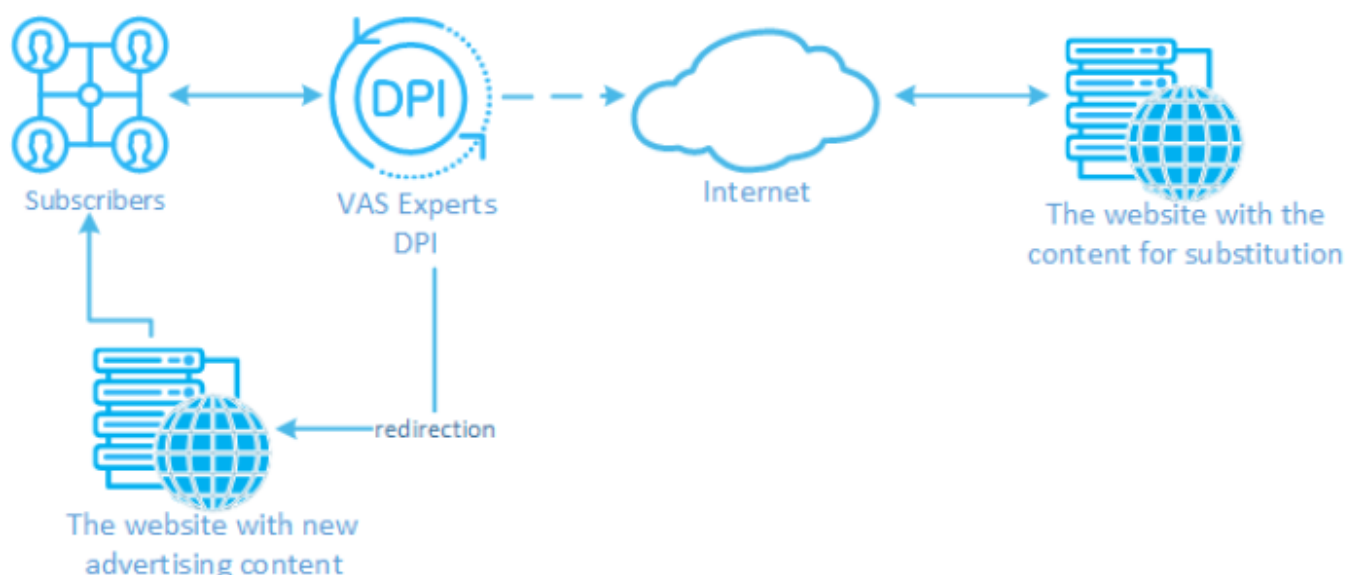 DPI
Subscribers
VAS Experts
DPI
Internet
The website with the
content for substitution
redirection
The website with new
advertising content